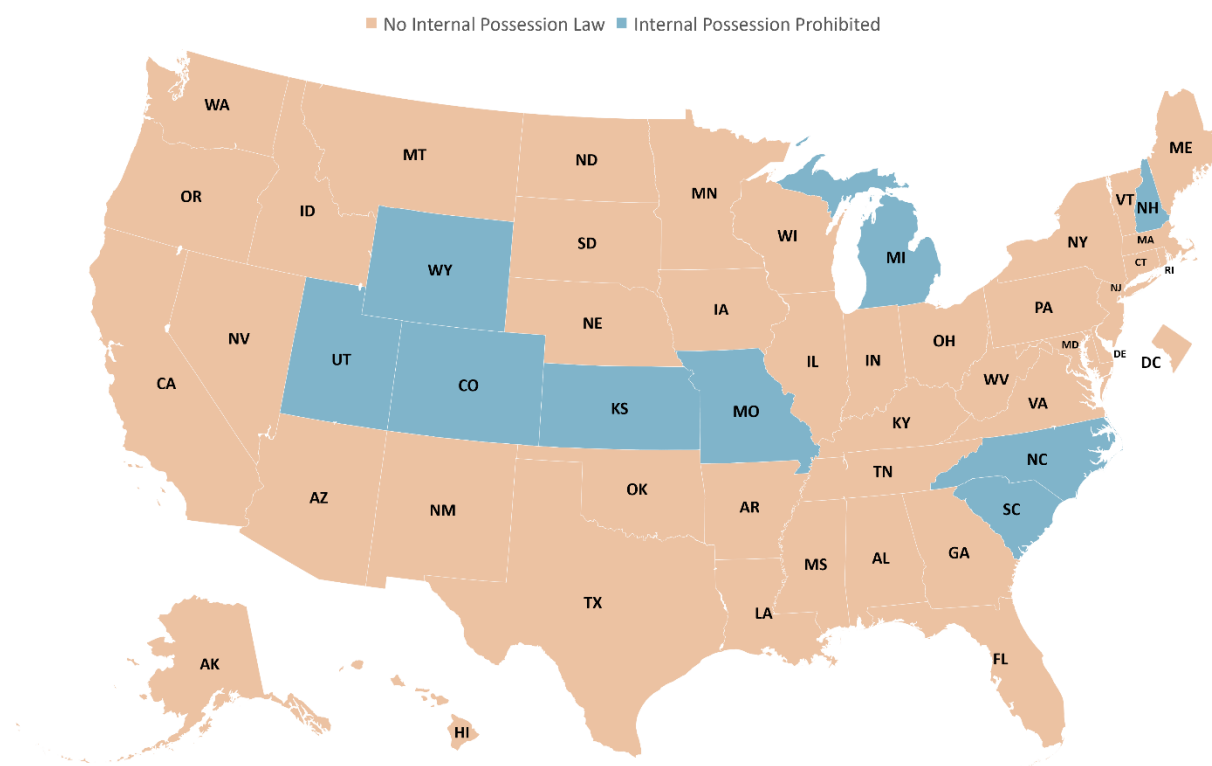 No Internal Possession Law Internal Possession Prohibited
WA
ME
MT
ND
MN
OR
VT
NH
ID
WI
NY
MA
SD
MI
CT
RI
WY
NJ
PA
IA
NE
NV
OH
MD
DE
UT
IL
IN
DC
CA
CO
WV
VA
KS
MO
KY
NC
TN
OK
AZ
AR
SC
NM
GA
MS
AL
TX
LA
FL
AK
HI